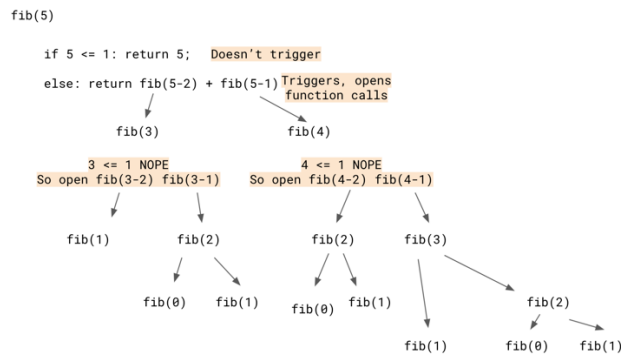 fib(5)
if 5 <= 1: return 5; Doesn't trigger
else: return fib(5-2) + fib(5-1) Triggers, opens
function calls
fib(3) fib(4)
3 <= 1 NOPE 4 <= 1 NOPE
So open fib(3-2) fib(3-1) So open fib(4-2) fib(4-1)
fib(1) fib(2) fib(2) fib(3)
fib(0) fib(1) fib(0) fib(1) fib(2)
fib(1) fib(0) fib(1)